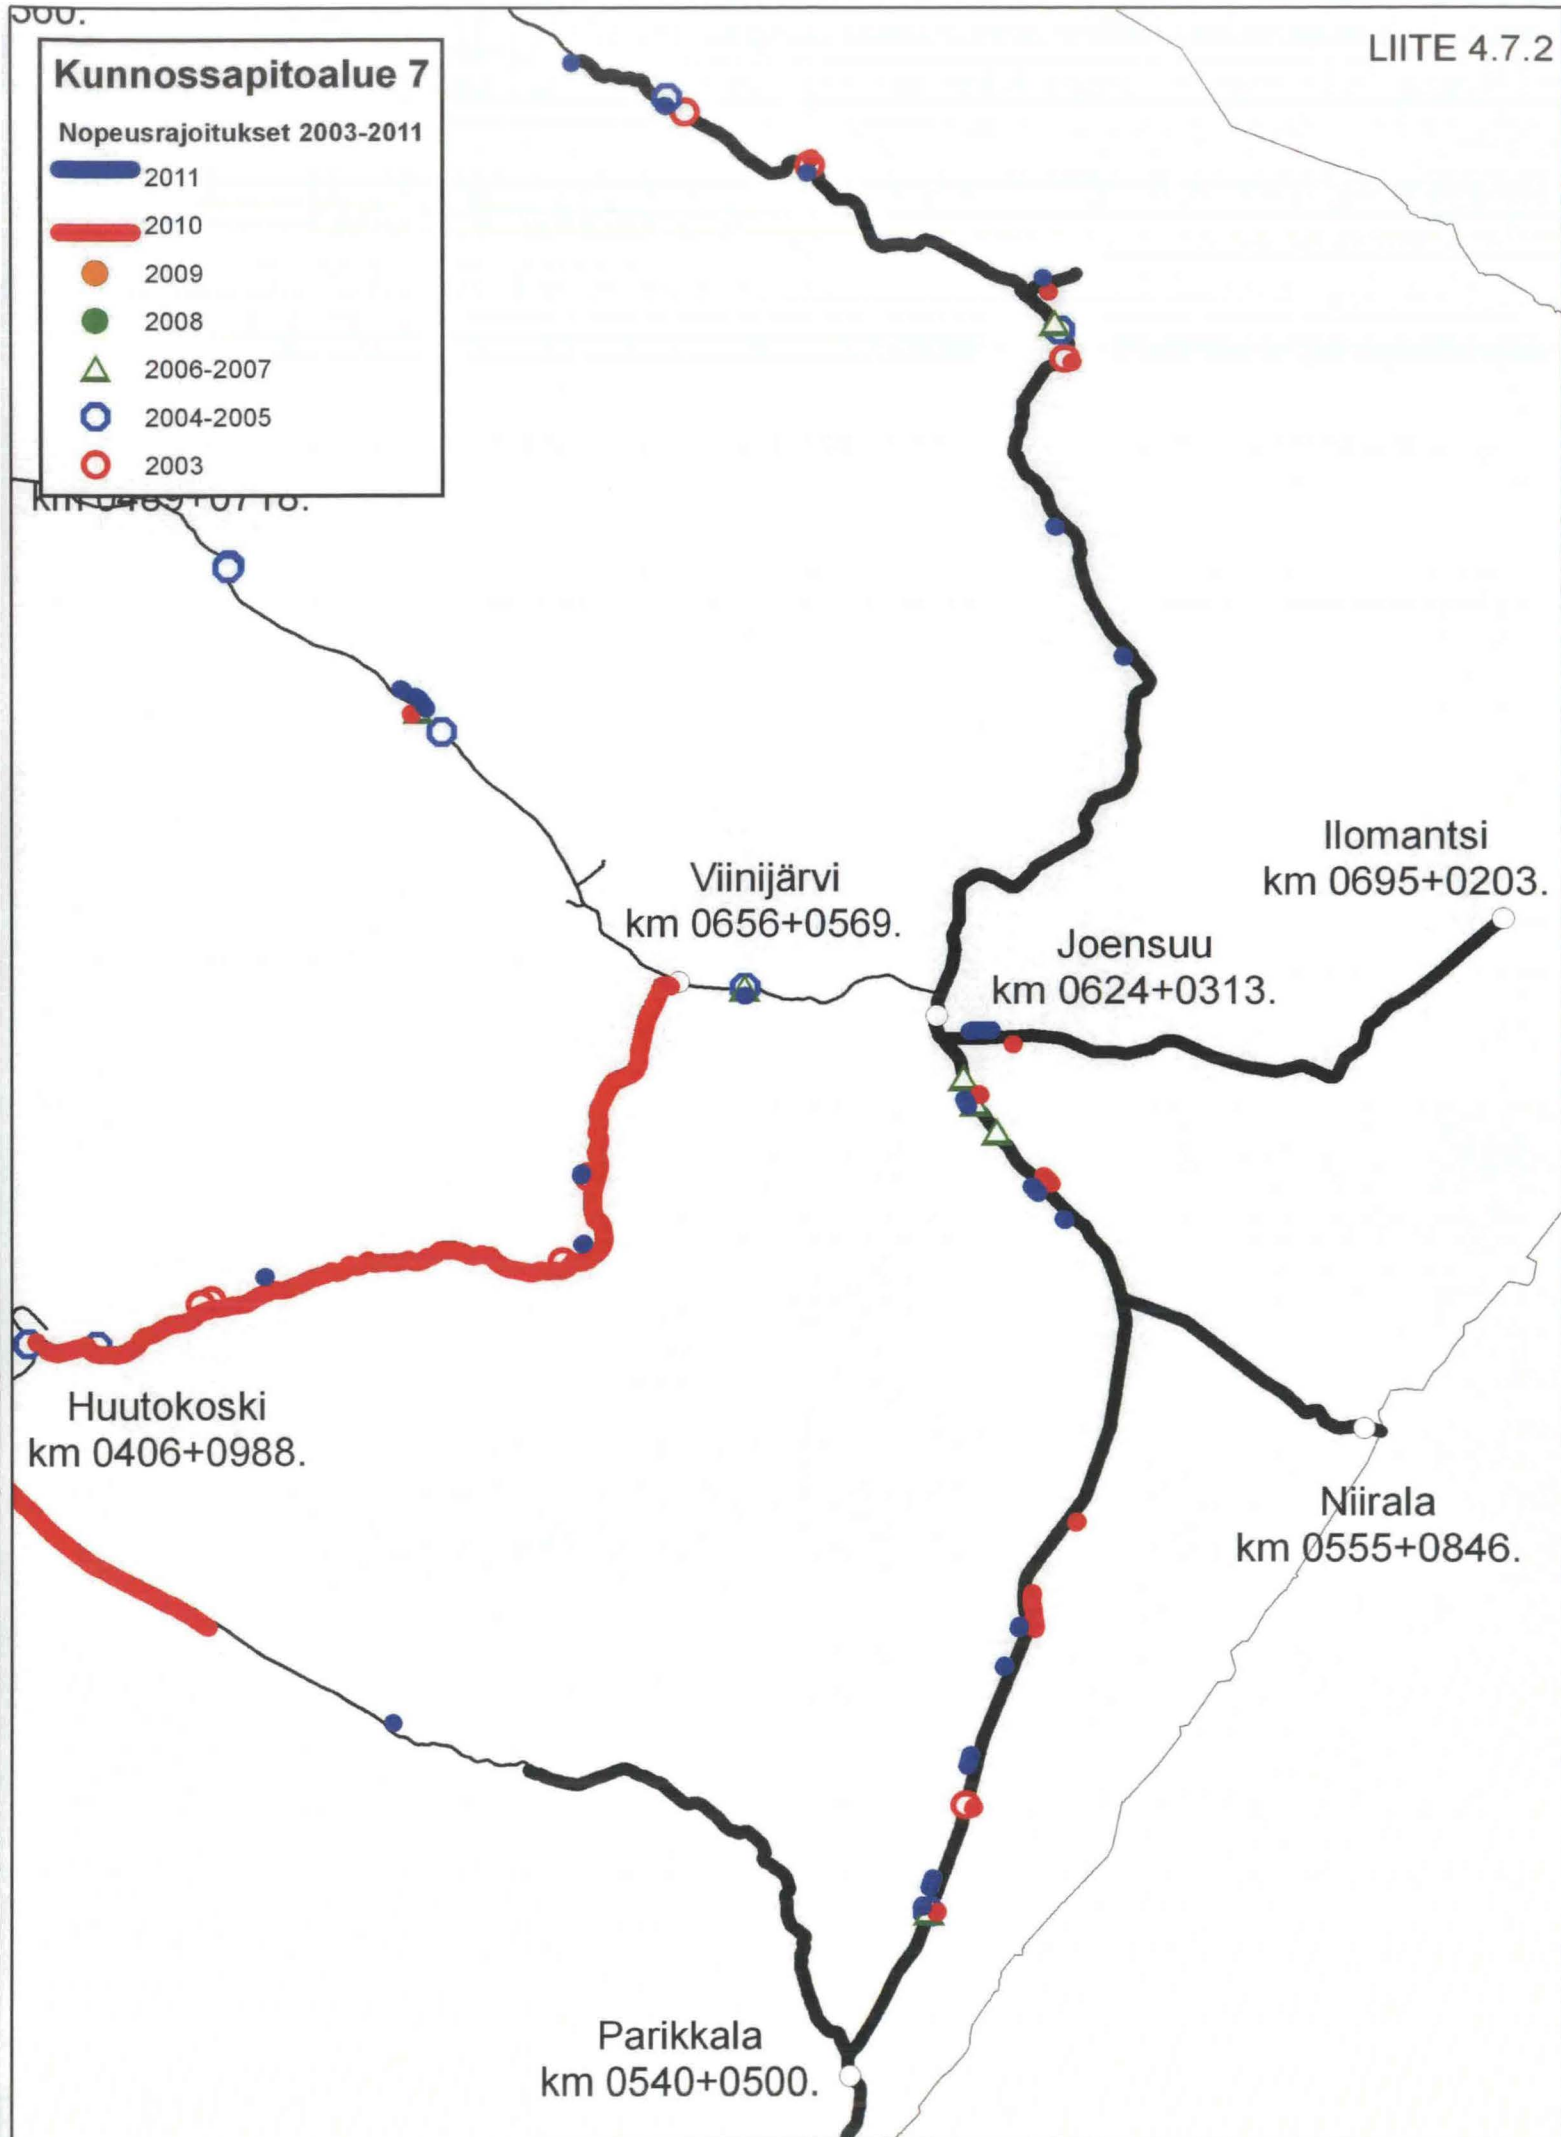 LIITE 4.7.2
Kunnossapitoalue 7
Nopeusrajoitukset 2003-2011
2011
2010
2009
2008
2006-2007
2004-2005
2003
Ilomantsi
km 0695+0203.
Viinijärvi
km 0656+0569.
Joensuu
km 0624+0313.
Huutokoski
km 0406+0988.
Niirala
km 0555+0846.
Parikkala
km 0540+0500.